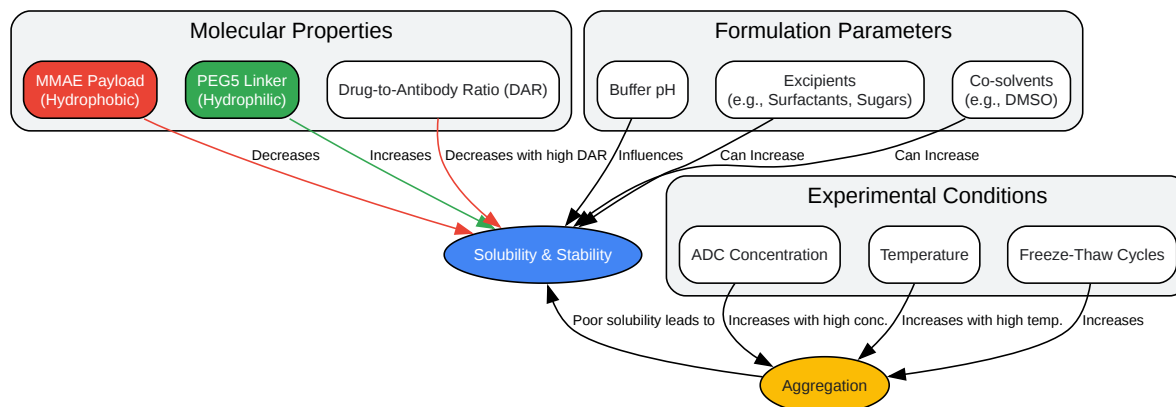 Molecular Properties
MMAE Payload
(Hydrophobic)
PEG5 Linker
(Hydrophilic)
Drug-to-Antibody Ratio (DAR)
Formulation Parameters
Buffer pH
Excipients
(e.g., Surfactants, Sugars)
Co-solvents
(e.g., DMSO)
Decreases
Increases
Decreases with high DAR
Influences
Can Increase
Can Increase
Experimental Conditions
ADC Concentration
Temperature
Freeze-Thaw Cycles
Solubility & Stability
Poor solubility leads to
Increases with high conc.
Increases with high temp.
Increases
Aggregation